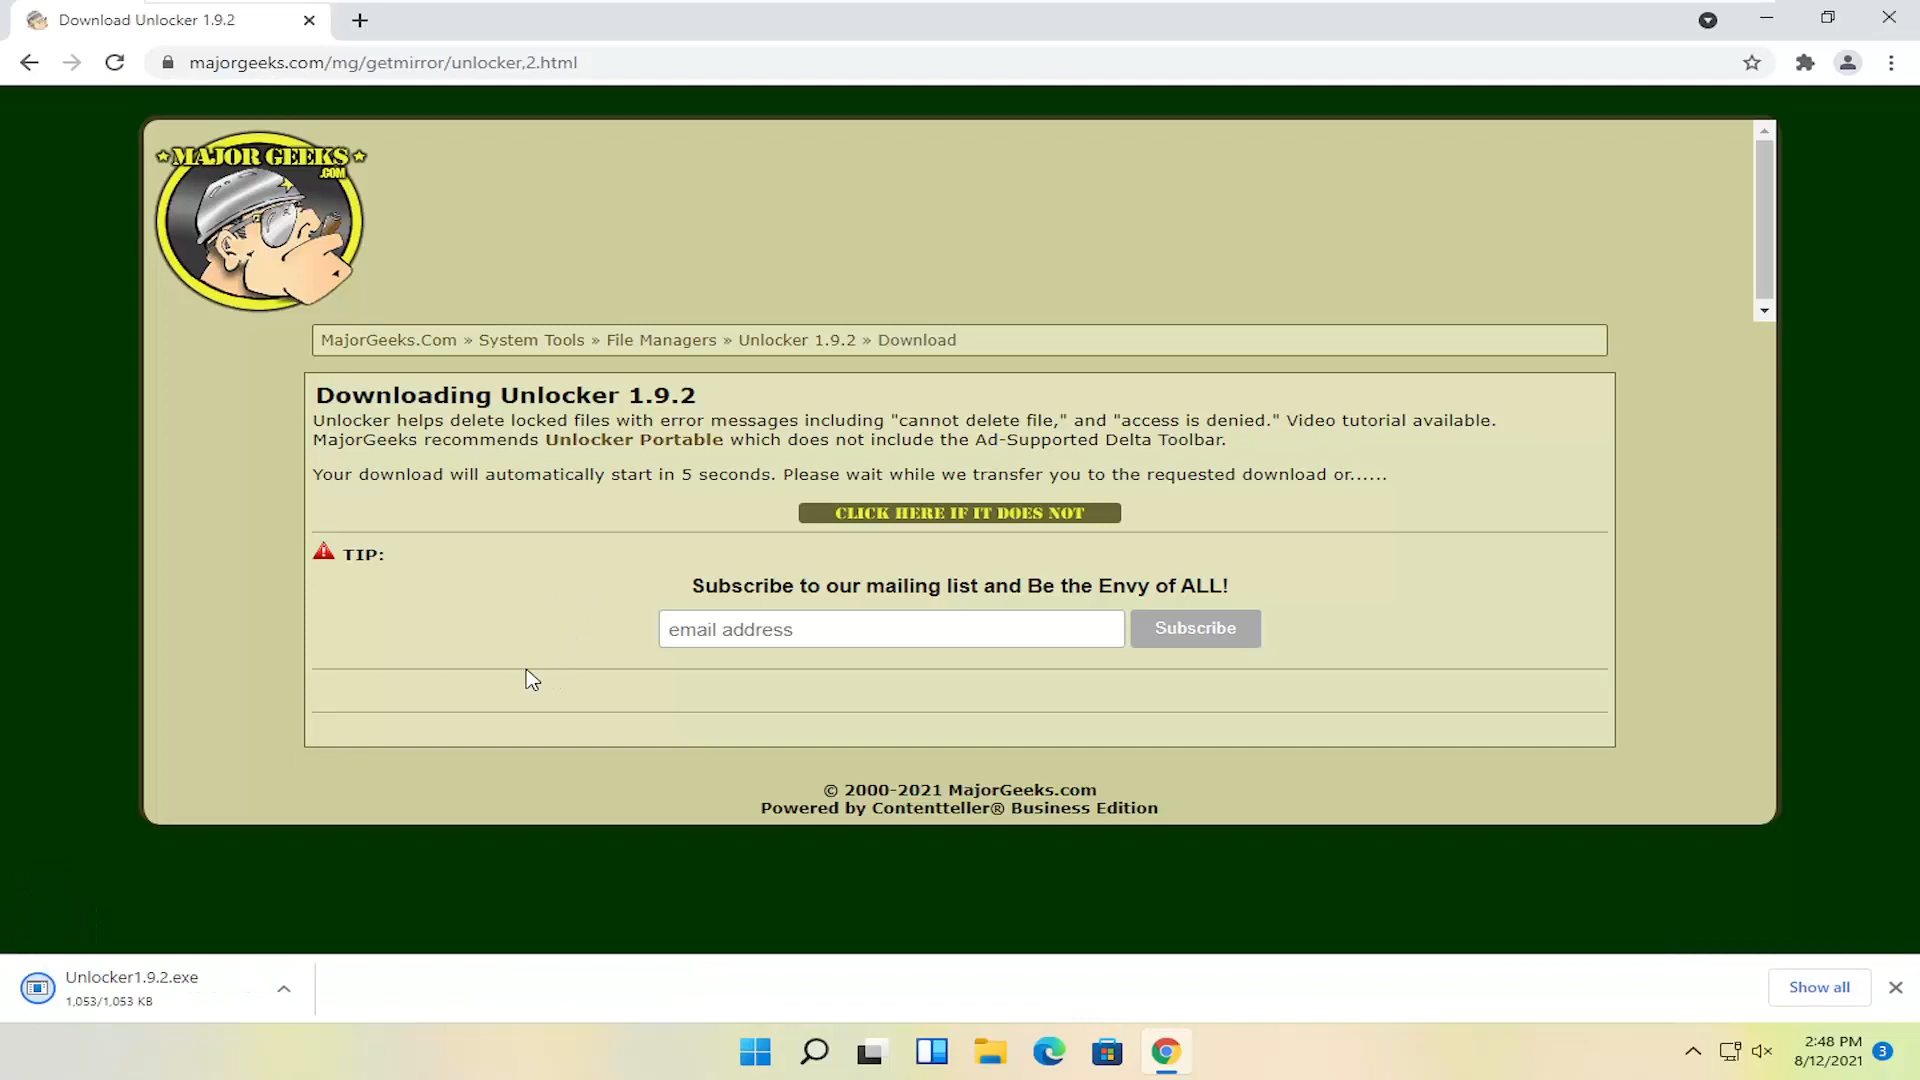 Download Unlocker 1.9.2
majorgeeks.com/mg/getmirror/unlocker,2.html
MAJOR GEEKS
.COM
MajorGeeks.Com » System Tools » File Managers » Unlocker 1.9.2 » Download
Downloading Unlocker 1.9.2
Unlocker helps delete locked files with error messages including "cannot delete file," and "access is denied." Video tutorial available.
MajorGeeks recommends Unlocker Portable which does not include the Ad-Supported Delta Toolbar.
Your download will automatically start in 5 seconds. Please wait while we transfer you to the requested download or......
CLICK HERE IF IT DOES NOT
TIP:
Subscribe to our mailing list and Be the Envy of ALL!
email address
Subscribe
© 2000-2021 MajorGeeks.com
Powered by Contentteller® Business Edition
Unlocker1.9.2.exe
1,053/1,053 KB
Show all
2:48 PM
8/12/2021
3